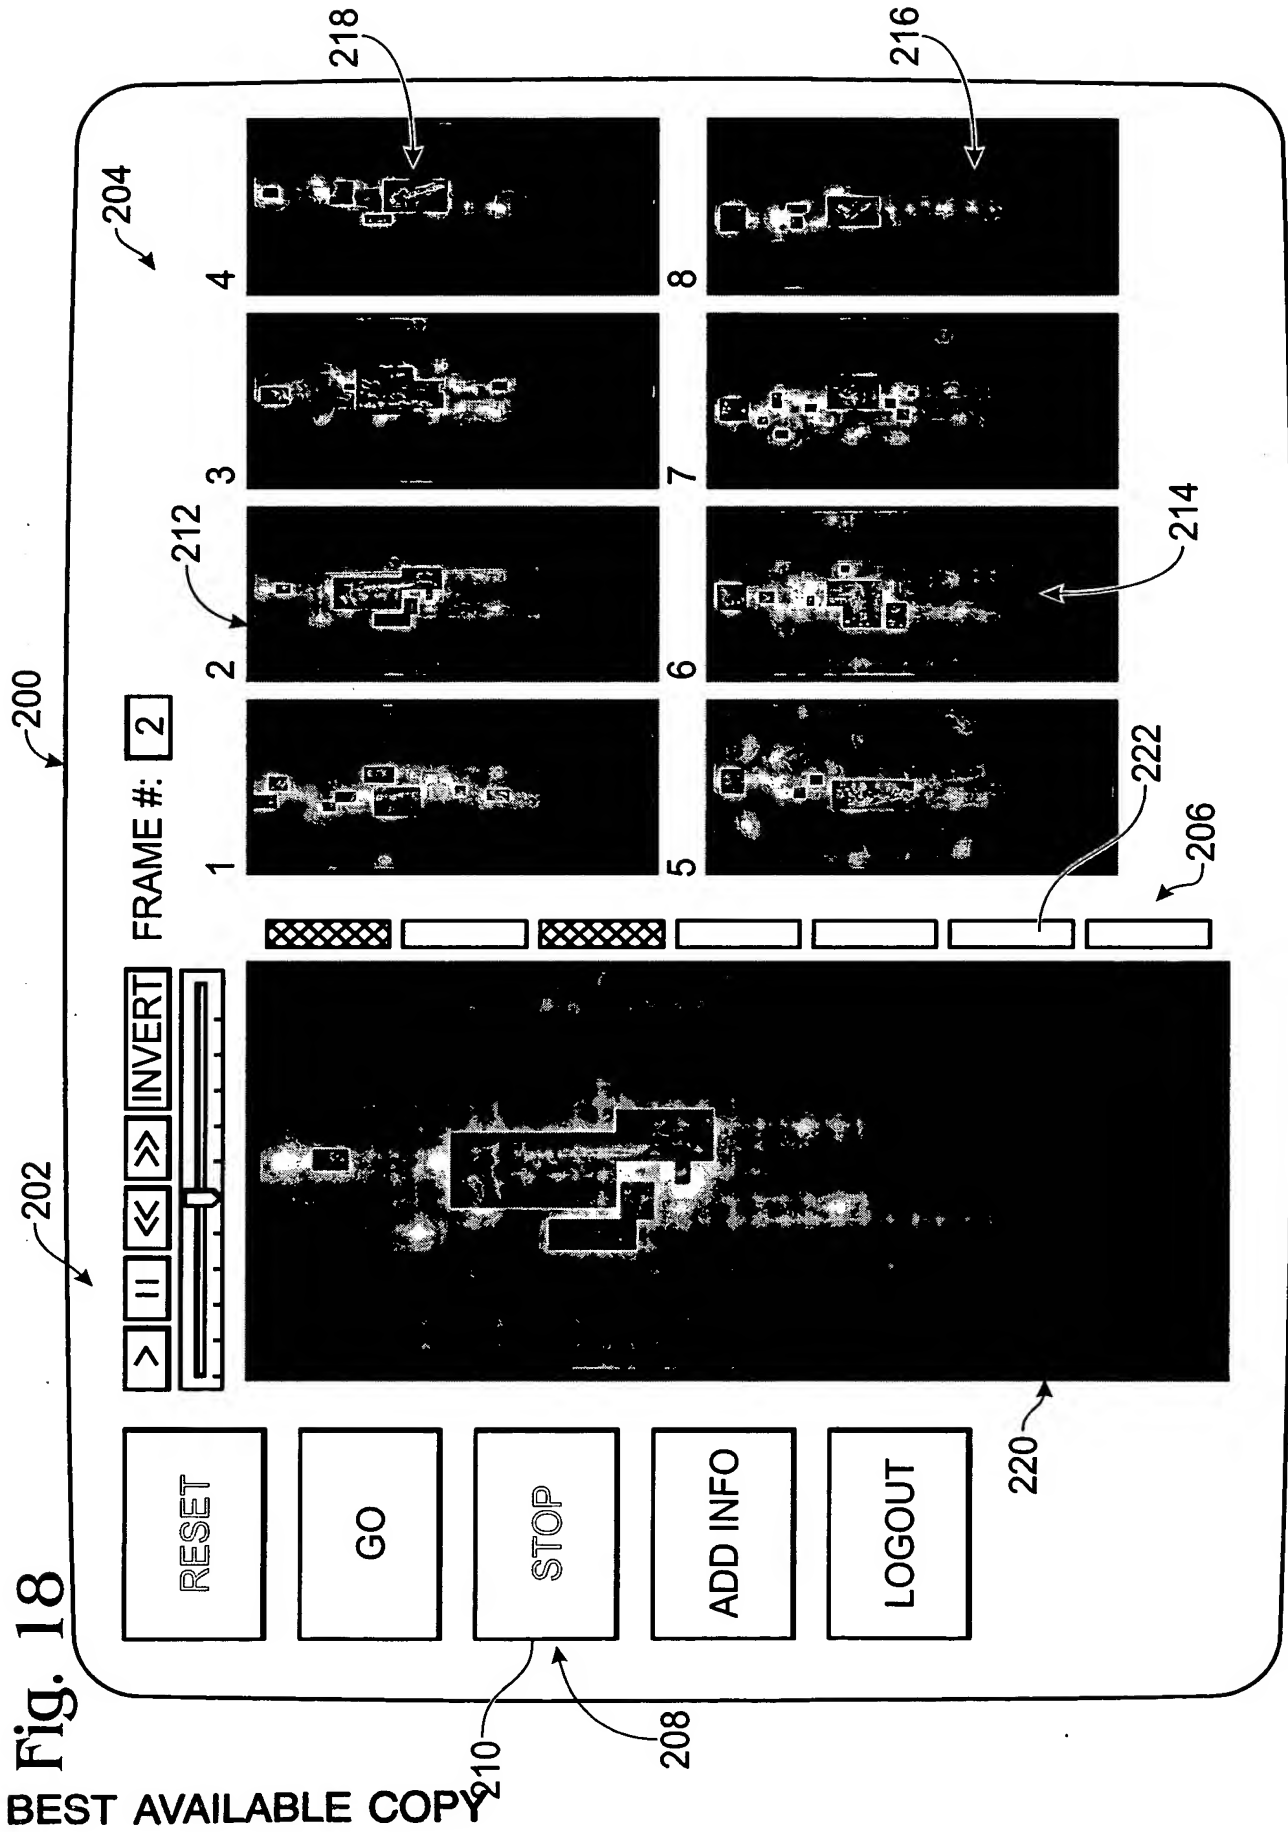 Fig. 18
200
202
204
> || << >> INVERT FRAME #: 2
RESET
GO
STOP
ADD INFO
LOGOUT
1 2 3 4
5 6 7 8
212
218
216
214
222
206
220
210
208
BEST AVAILABLE COPY